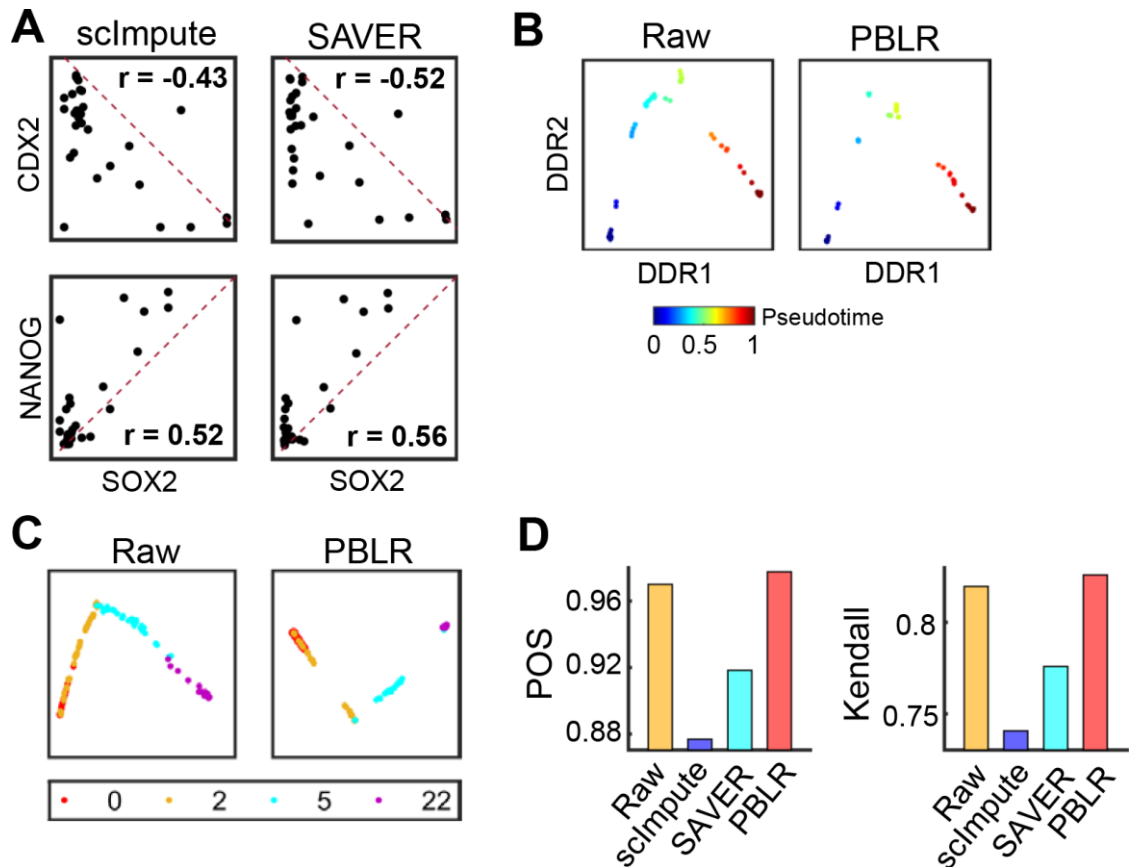 A
scImpute
SAVER
r = -0.43
r = -0.52
CDX2
NANOG
r = 0.52
r = 0.56
SOX2
SOX2
B
Raw
PBLR
DDR2
DDR1
DDR1
Pseudotime
0 0.5 1
C
Raw
PBLR
0 2 5 22
D
POS
0.96
0.92
0.88
Raw
scImpute
SAVER
PBLR
Kendall
0.8
0.75
Raw
scImpute
SAVER
PBLR